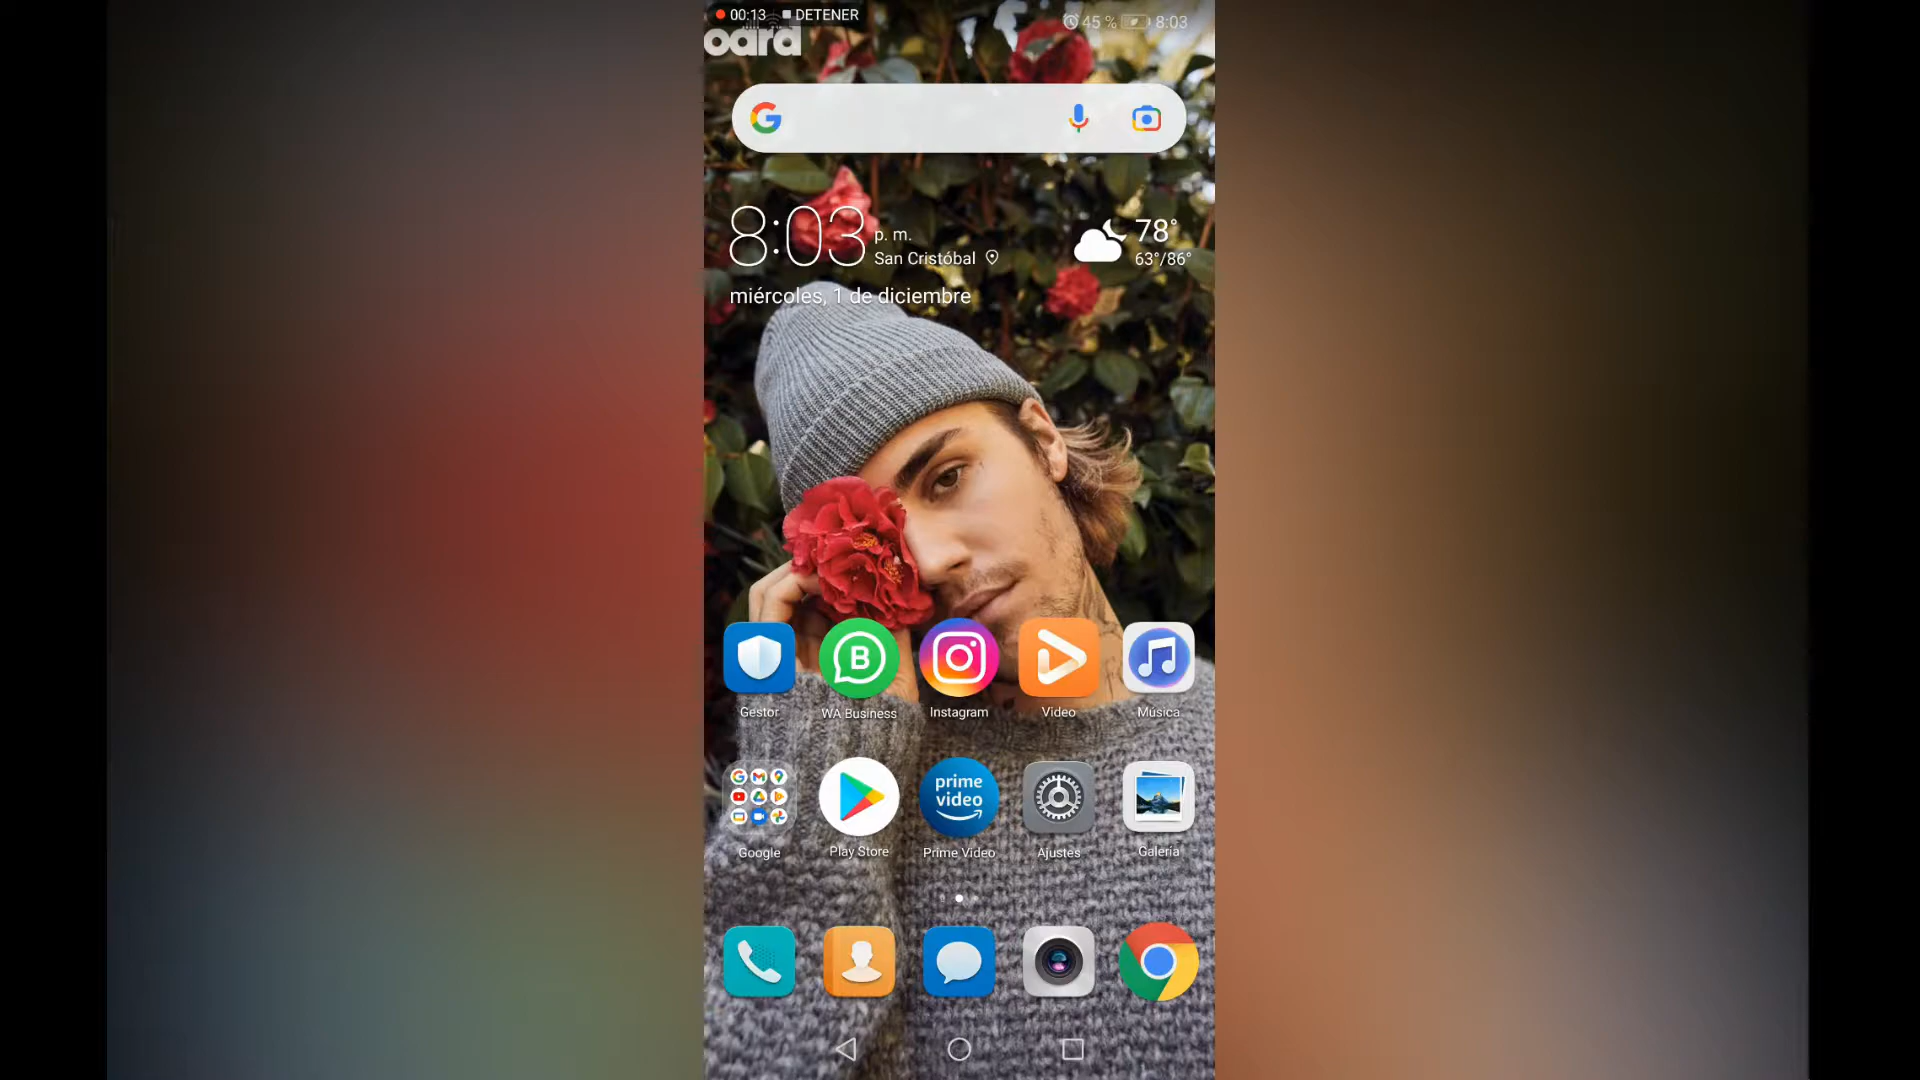 00:13 DETENER
45 % 8:03
oard
8:03 p. m.
San Cristóbal
78°
63°/86°
miércoles, 1 de diciembre
B
Gestor WA Business Instagram Video Música
prime
video
Google Play Store Prime Video Ajustes Galería